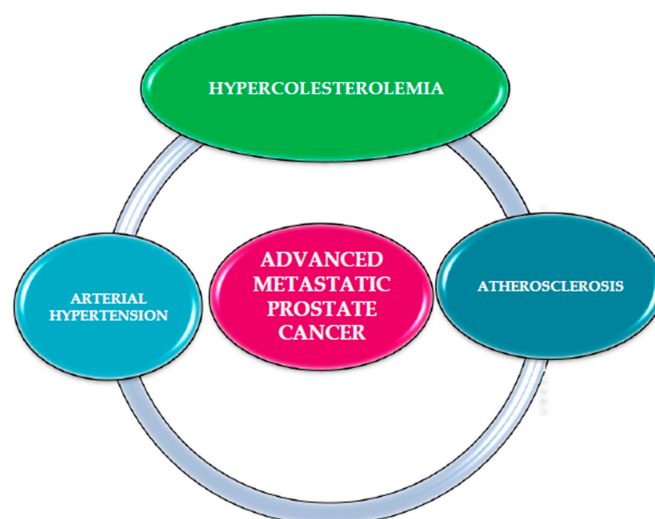 HYPERCOLESTEROLEMIA
ADVANCED
METASTATIC
PROSTATE
CANCER
ARTERIAL
HYPERTENSION
ATHEROSCLEROSIS